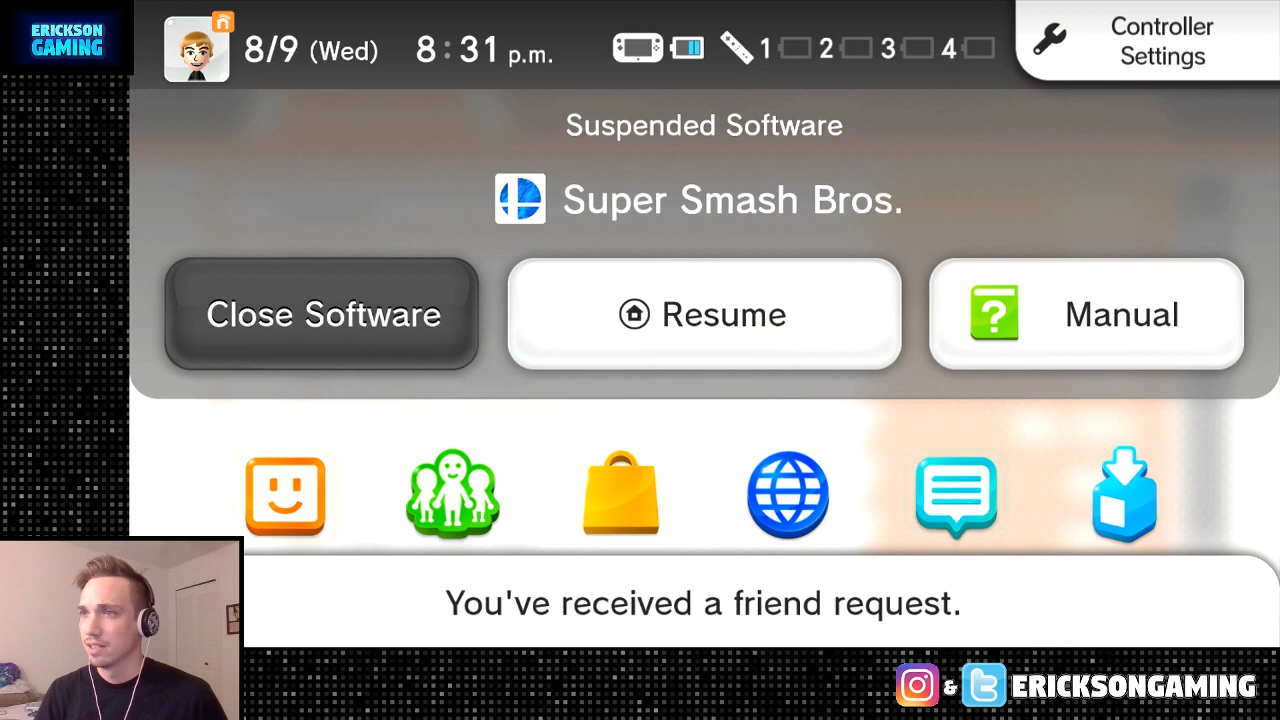 ERICKSON
GAMING
8/9 (Wed)
8:31 p.m.
1 2 3 4
Controller
Settings
Suspended Software
Super Smash Bros.
Close Software
Resume
? Manual
You've received a friend request.
& ERICKSONGAMING